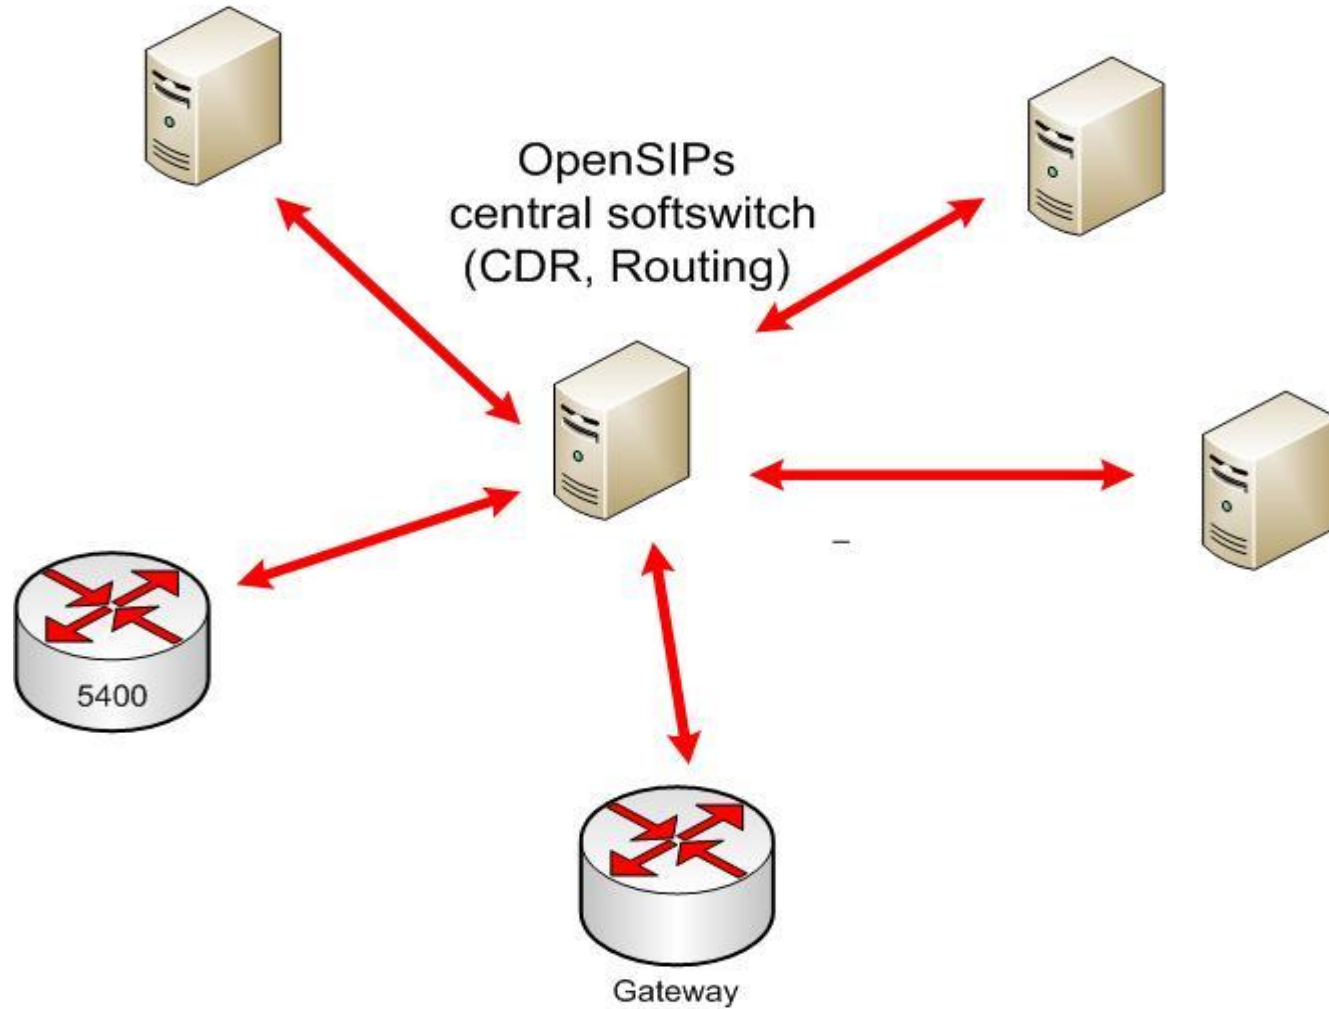 OpenSIPs
central softswitch
(CDR, Routing)
–
5400
Gateway